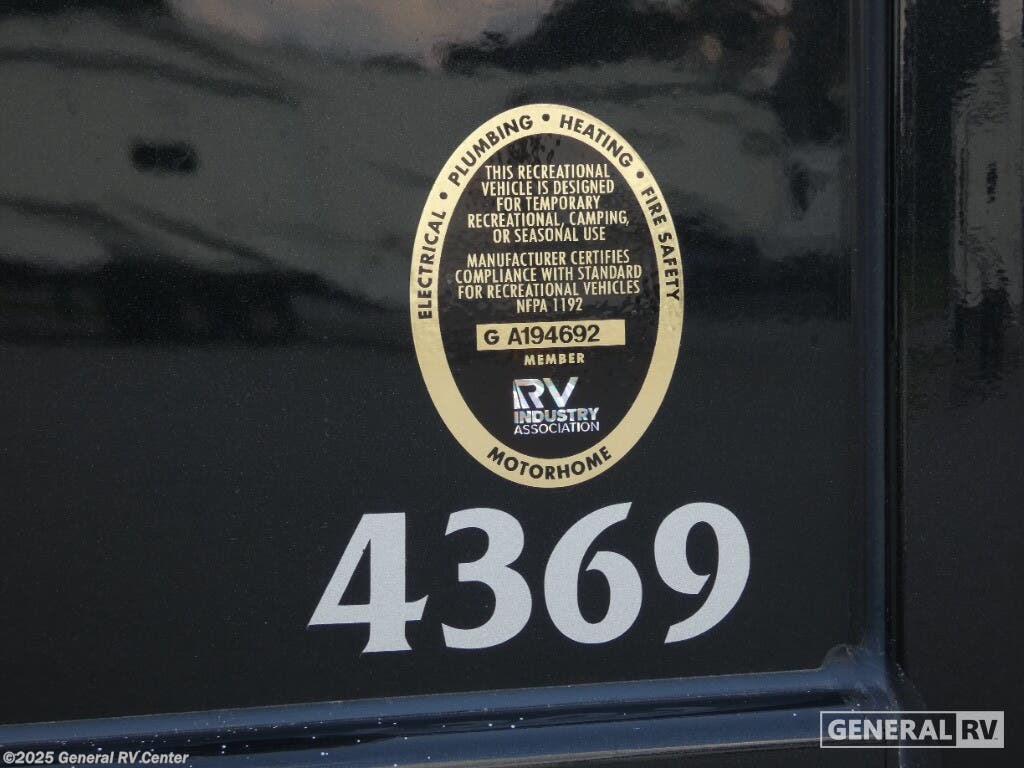 ELECTRICAL • PLUMBING • HEATING • FIRE SAFETY
THIS RECREATIONAL
VEHICLE IS DESIGNED
FOR TEMPORARY
RECREATIONAL, CAMPING,
OR SEASONAL USE
MANUFACTURER CERTIFIES
COMPLIANCE WITH STANDARD
FOR RECREATIONAL VEHICLES
NFPA 1192
G A194692
MEMBER
RV
INDUSTRY
ASSOCIATION
MOTORHOME
4369
GENERAL RV
©2025 General RV Center